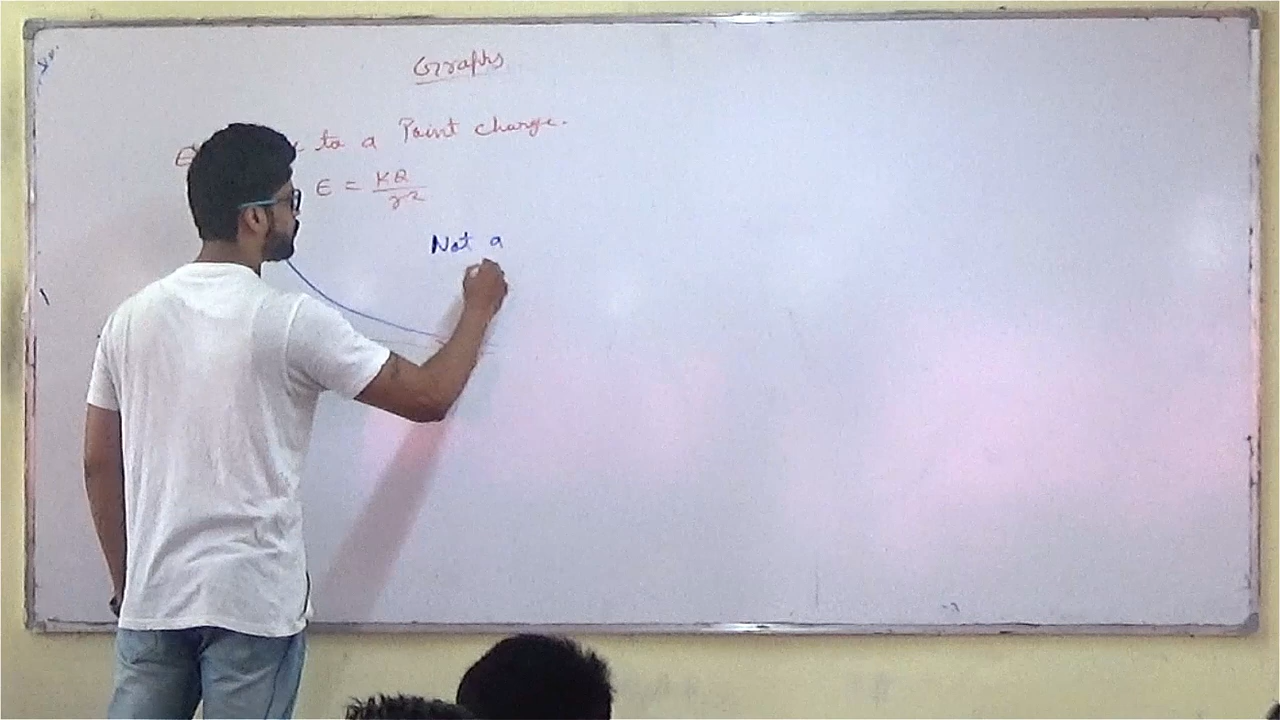 Graphs
to a Point charge.
E = KQ/r²
Not a